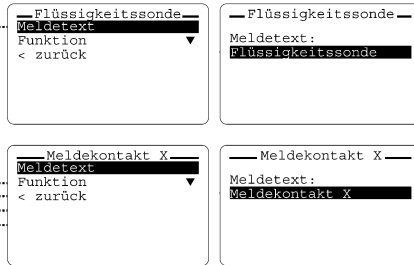 Flüssigkeitssonde
Meldetext
Funktion ▼
< zurück
Flüssigkeitssonde
Meldetext:
Flüssigkeitssonde
Meldekontakt X
Meldetext
Funktion ▼
< zurück
Meldekontakt X
Meldetext:
Meldekontakt X